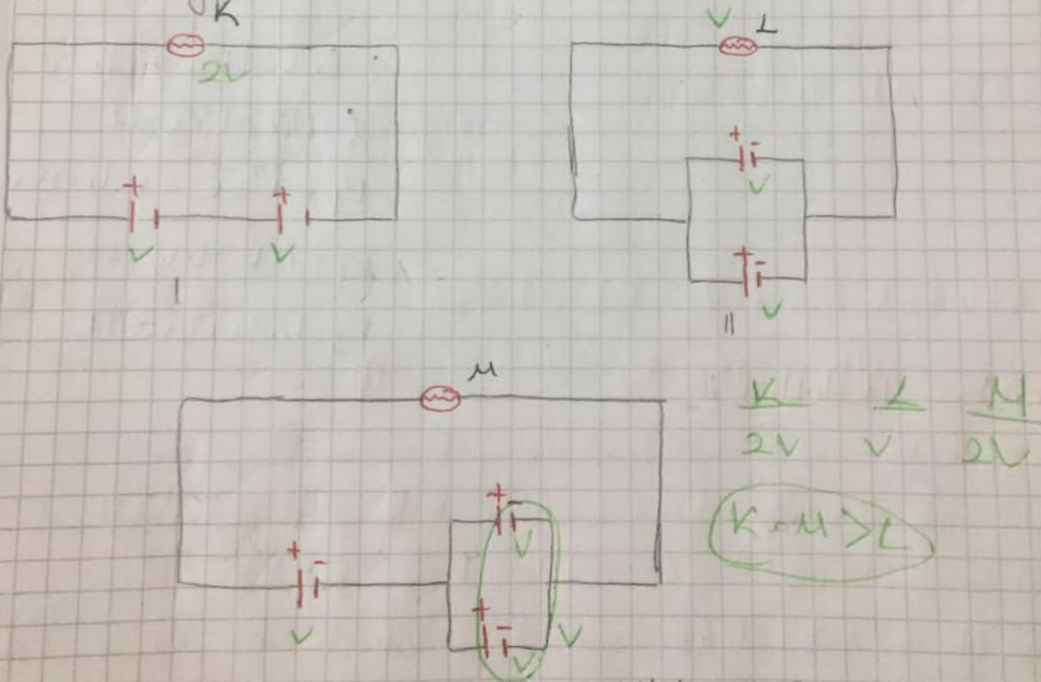 K
2V
+ +
V V
I
V L
+ -
V
+ -
V
II
M
+ -
V
+ -
V
+ -
V
V
K L M
2V V 2V
K = M > L